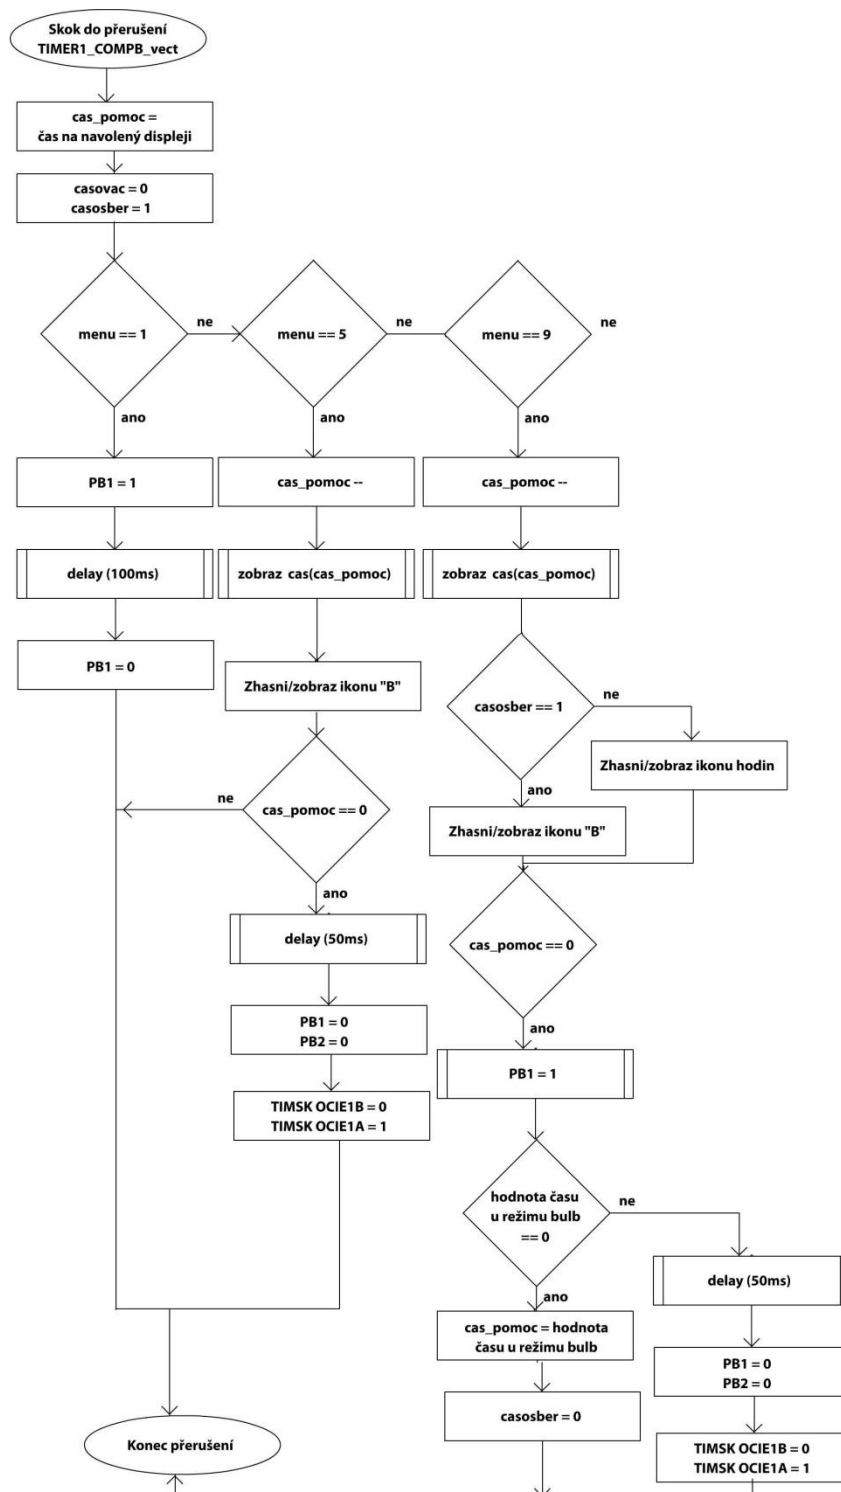 Skok do přerušení
TIMER1_COMPB_vect
cas_pomoc =
čas na navolený displeji
casovac = 0
casosber = 1
menu == 1
ne
menu == 5
ne
menu == 9
ne
ano
ano
ano
PB1 = 1
cas_pomoc --
cas_pomoc --
delay (100ms)
zobraz cas(cas_pomoc)
zobraz cas(cas_pomoc)
PB1 = 0
Zhasni/zobraz ikonu "B"
casosber == 1
ne
Zhasni/zobraz ikonu hodin
ano
ne
cas_pomoc == 0
Zhasni/zobraz ikonu "B"
ano
delay (50ms)
cas_pomoc == 0
PB1 = 0
PB2 = 0
ano
PB1 = 1
TIMSK OCIE1B = 0
TIMSK OCIE1A = 1
hodnota času
u režimu bulb
== 0
ne
delay (50ms)
ano
cas_pomoc = hodnota
času u režimu bulb
PB1 = 0
PB2 = 0
casosber = 0
Konec přerušení
TIMSK OCIE1B = 0
TIMSK OCIE1A = 1